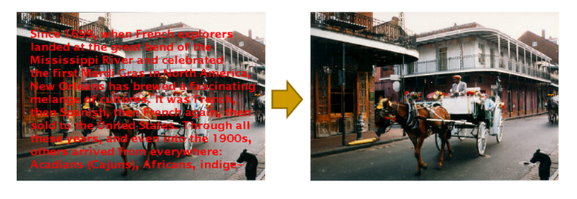 Since 1699, when French explorers
landed at the great bend of the
Mississippi River and celebrated
the first Mardi Gras in North America,
New Orleans has brewed a fascinating
melange of cultures. It was French,
then Spanish, then French again, then
sold to the United States. Through all
these years, and even into the 1900s,
others arrived from everywhere:
Acadians (Cajuns), Africans, indige-